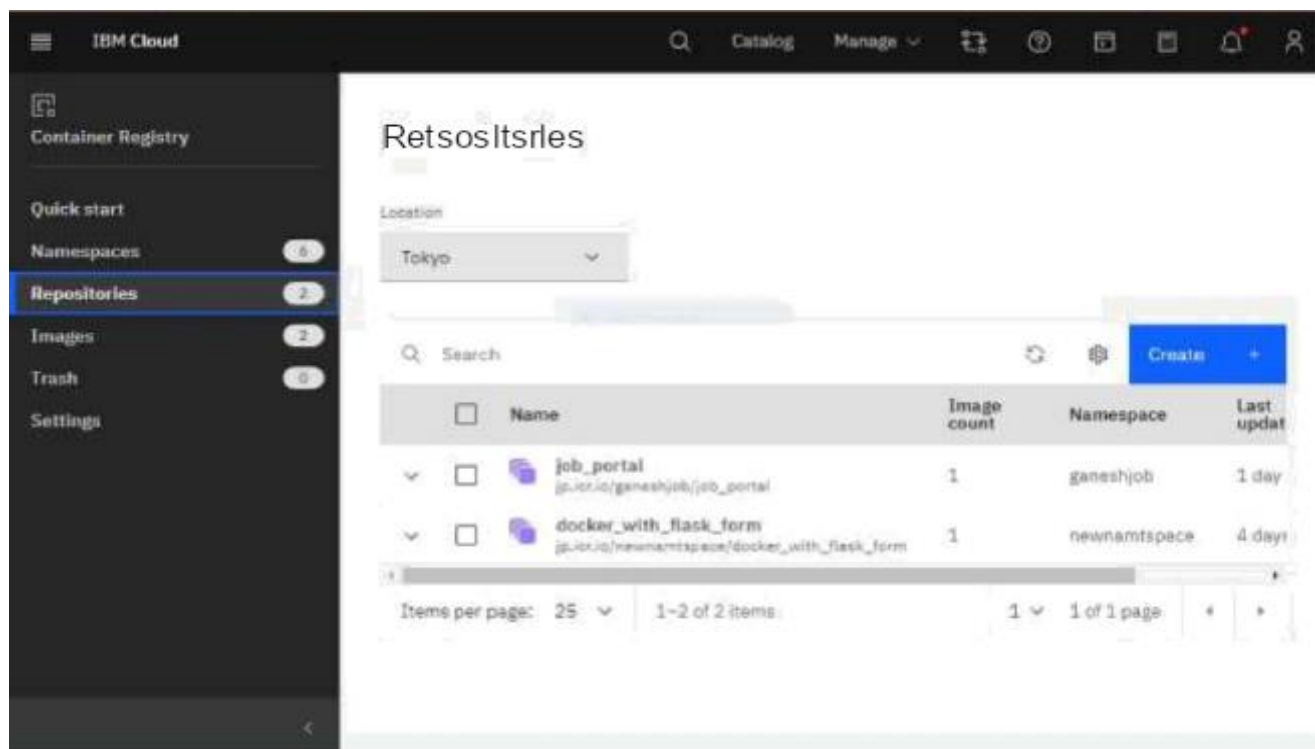 IBM Cloud
Catalog
Manage
Container Registry
Quick start
Namespaces 6
Repositories 2
Images 2
Trash 0
Settings
RetsosItsrles
Location
Tokyo
Search
Create +
Name
Image count
Namespace
Last updat
job_portal
jp.icr.io/ganeshjob/job_portal
1
ganeshjob
1 day
docker_with_flask_form
jp.icr.io/newnamtspace/docker_with_flask_form
1
newnamtspace
4 days
Items per page: 25
1-2 of 2 items
1
1 of 1 page